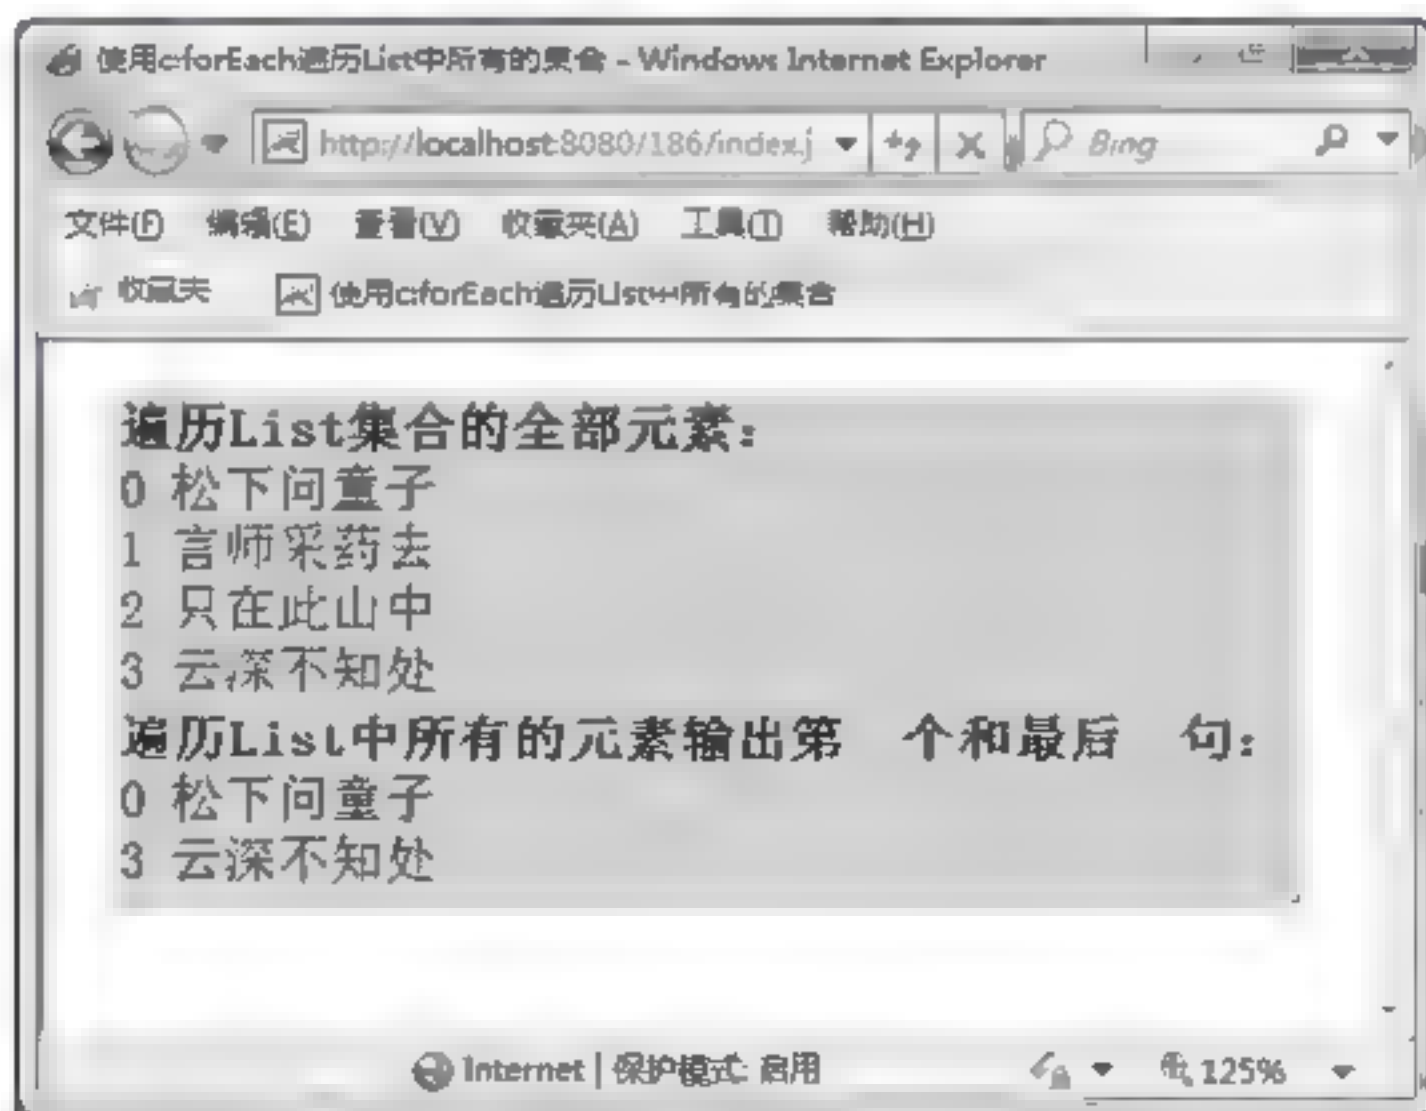 使用c:forEach遍历List中所有的集合 - Windows Internet Explorer
http://localhost:8080/186/index.j
Bing
文件(F) 编辑(E) 查看(V) 收藏夹(A) 工具(T) 帮助(H)
收藏夹 使用c:forEach遍历List中所有的集合
遍历List集合的全部元素：
0 松下问童子
1 言师采药去
2 只在此山中
3 云深不知处
遍历List中所有的元素输出第 个和最后 句：
0 松下问童子
3 云深不知处
Internet | 保护模式: 启用
125%